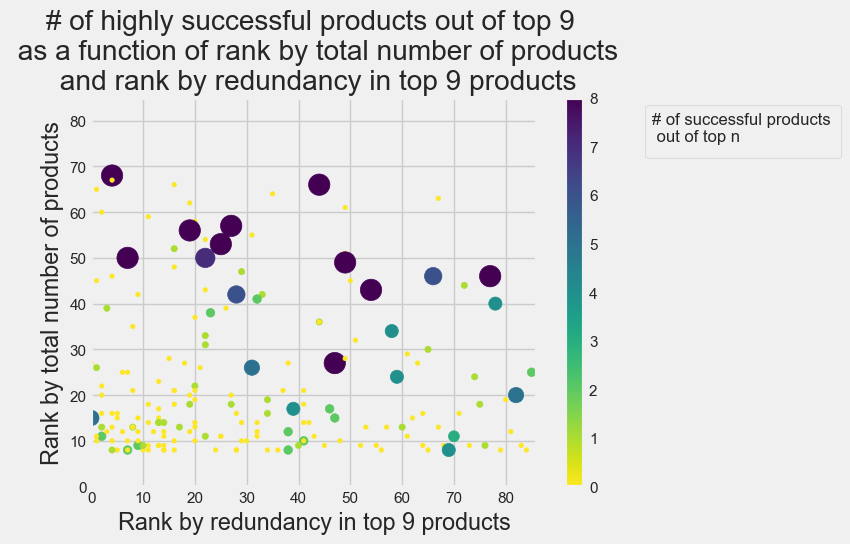 # of highly successful products out of top 9
as a function of rank by total number of products
and rank by redundancy in top 9 products
Rank by total number of products
80
70
60
50
40
30
20
10
0
0 10 20 30 40 50 60 70 80
Rank by redundancy in top 9 products
8
7
6
5
4
3
2
1
0
# of successful products
out of top n